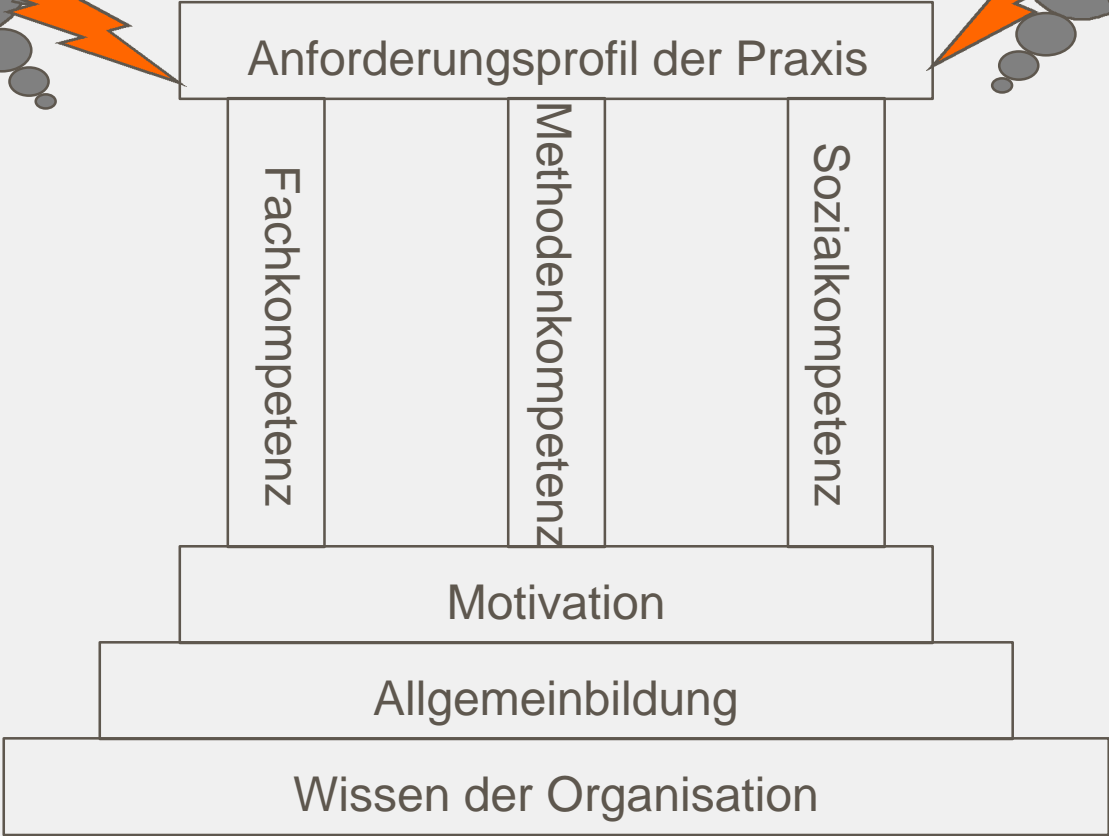 Anforderungsprofil der Praxis
Fachkompetenz
Methodenkompetenz
Sozialkompetenz
Motivation
Allgemeinbildung
Wissen der Organisation